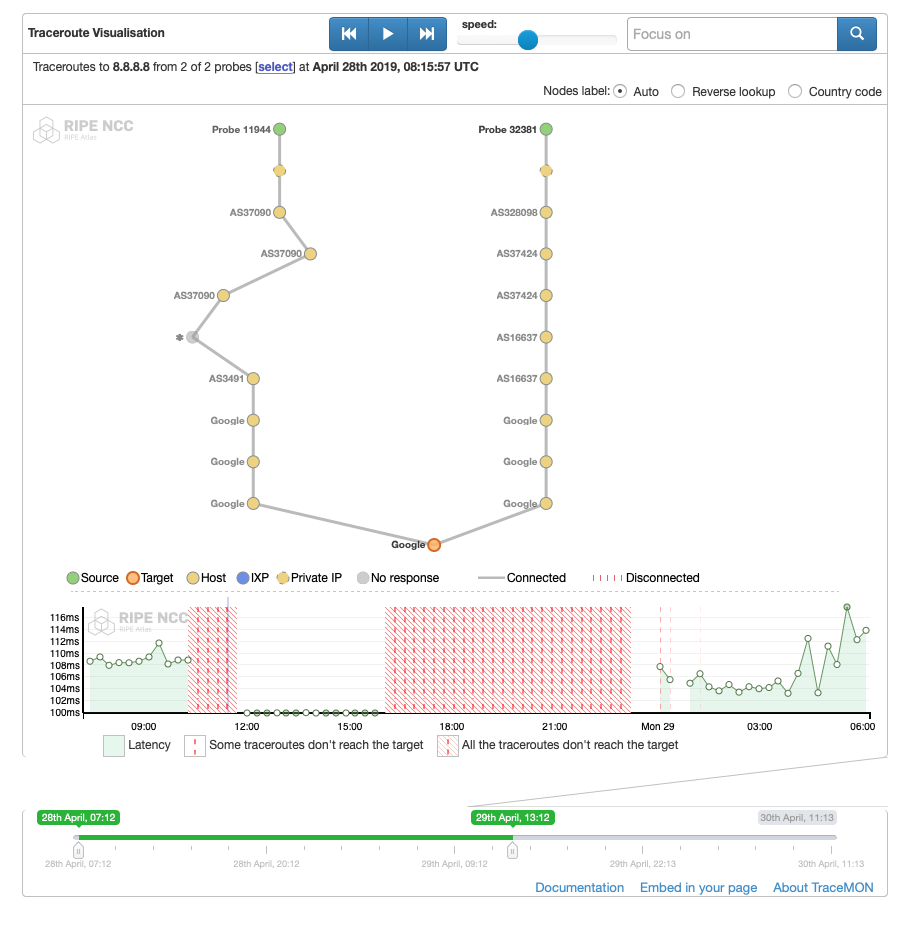 Traceroute Visualisation
speed:
Focus on
Traceroutes to 8.8.8.8 from 2 of 2 probes [select] at April 28th 2019, 08:15:57 UTC
Nodes label: Auto Reverse lookup Country code
RIPE NCC
RIPE Atlas
Probe 11944 Probe 32381
AS37090 AS328098
AS37090 AS37424
AS37090 AS37424
* AS16637
AS3491 AS16637
Google Google
Google Google
Google Google
Google
Source Target Host IXP Private IP No response Connected Disconnected
RIPE NCC
RIPE Atlas
116ms
114ms
112ms
110ms
108ms
106ms
104ms
102ms
100ms
09:00 12:00 15:00 18:00 21:00 Mon 29 03:00 06:00
Latency Some traceroutes don't reach the target All the traceroutes don't reach the target
28th April, 07:12 29th April, 13:12 30th April, 11:13
28th April, 07:12 28th April, 20:12 29th April, 09:12 29th April, 22:13 30th April, 11:13
Documentation Embed in your page About TraceMON